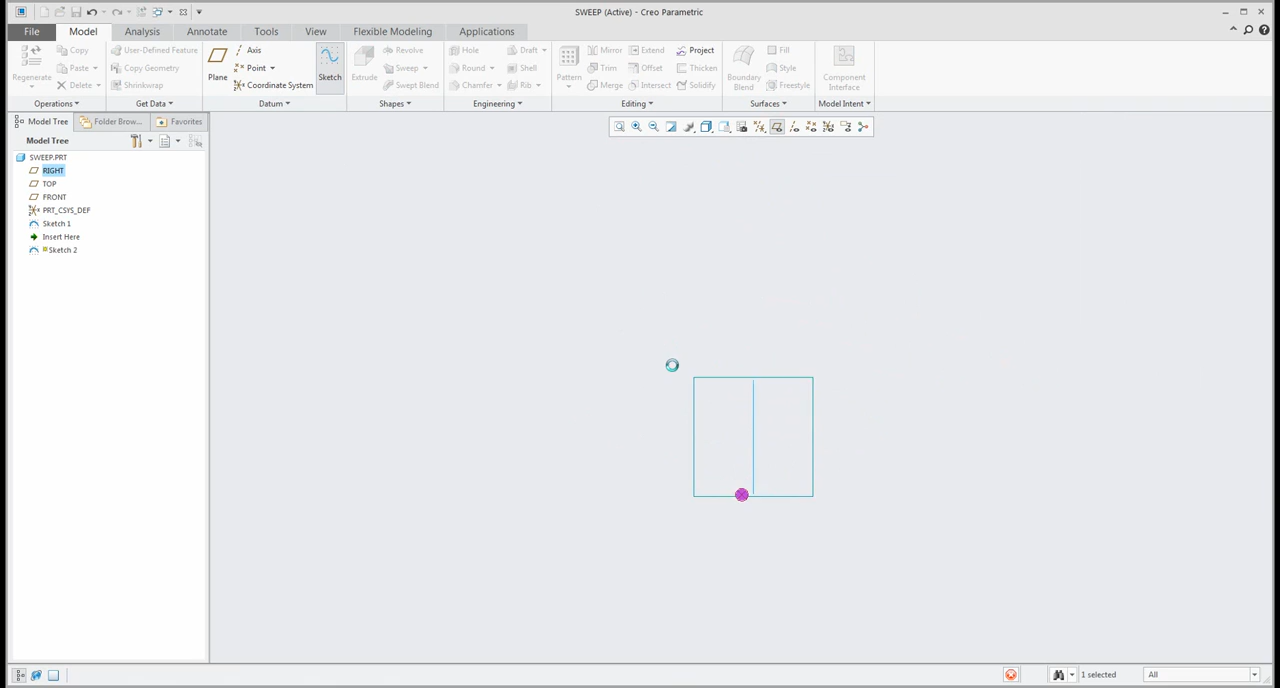 SWEEP (Active) - Creo Parametric
File Model Analysis Annotate Tools View Flexible Modeling Applications
Regenerate
Copy
Paste
Delete
Operations
User-Defined Feature
Copy Geometry
Shrinkwrap
Get Data
Plane
Axis
Point
Coordinate System
Sketch
Datum
Extrude
Revolve
Sweep
Swept Blend
Shapes
Hole
Round
Chamfer
Draft
Shell
Rib
Engineering
Pattern
Mirror
Trim
Merge
Extend
Offset
Intersect
Project
Thicken
Solidify
Editing
Boundary
Blend
Fill
Style
Freestyle
Surfaces
Component
Interface
Model Intent
Model Tree Folder Brow... Favorites
Model Tree
SWEEP.PRT
RIGHT
TOP
FRONT
PRT_CSYS_DEF
Sketch 1
Insert Here
Sketch 2
1 selected
All